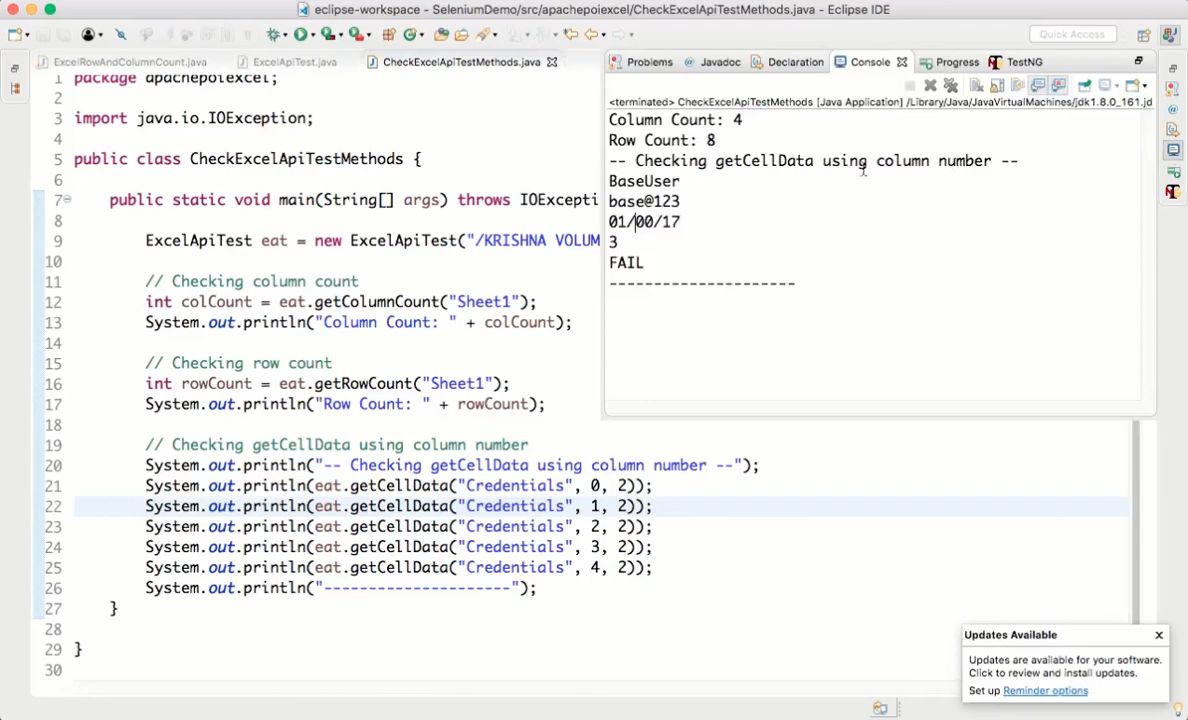 eclipse-workspace - SeleniumDemo/src/apachepoiexcel/CheckExcelApiTestMethods.java - Eclipse IDE
Quick Access
ExcelRowAndColumnCount.java
ExcelApiTest.java
CheckExcelApiTestMethods.java
1 package apachepoiexcel;
2
3 import java.io.IOException;
4
5 public class CheckExcelApiTestMethods {
6
7 public static void main(String[] args) throws IOExcepti
8
9 ExcelApiTest eat = new ExcelApiTest("/KRISHNA VOLUM
10
11 // Checking column count
12 int colCount = eat.getColumnCount("Sheet1");
13 System.out.println("Column Count: " + colCount);
14
15 // Checking row count
16 int rowCount = eat.getRowCount("Sheet1");
17 System.out.println("Row Count: " + rowCount);
18
19 // Checking getCellData using column number
20 System.out.println("-- Checking getCellData using column number --");
21 System.out.println(eat.getCellData("Credentials", 0, 2));
22 System.out.println(eat.getCellData("Credentials", 1, 2));
23 System.out.println(eat.getCellData("Credentials", 2, 2));
24 System.out.println(eat.getCellData("Credentials", 3, 2));
25 System.out.println(eat.getCellData("Credentials", 4, 2));
26 System.out.println("---------------------");
27 }
28
29 }
30
Problems
Javadoc
Declaration
Console
Progress
TestNG
<terminated> CheckExcelApiTestMethods [Java Application] /Library/Java/JavaVirtualMachines/jdk1.8.0_161.jd
Column Count: 4
Row Count: 8
-- Checking getCellData using column number --
BaseUser
base@123
01/00/17
3
FAIL
---------------------
Updates Available
Updates are available for your software.
Click to review and install updates.
Set up Reminder options